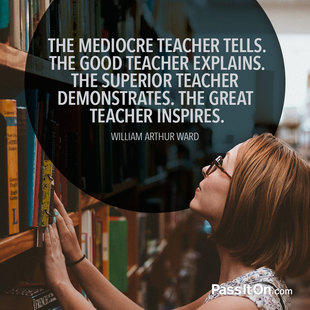 THE MEDIOCRE TEACHER TELLS.
THE GOOD TEACHER EXPLAINS.
THE SUPERIOR TEACHER
DEMONSTRATES. THE GREAT
TEACHER INSPIRES.
WILLIAM ARTHUR WARD
PassItOn.com